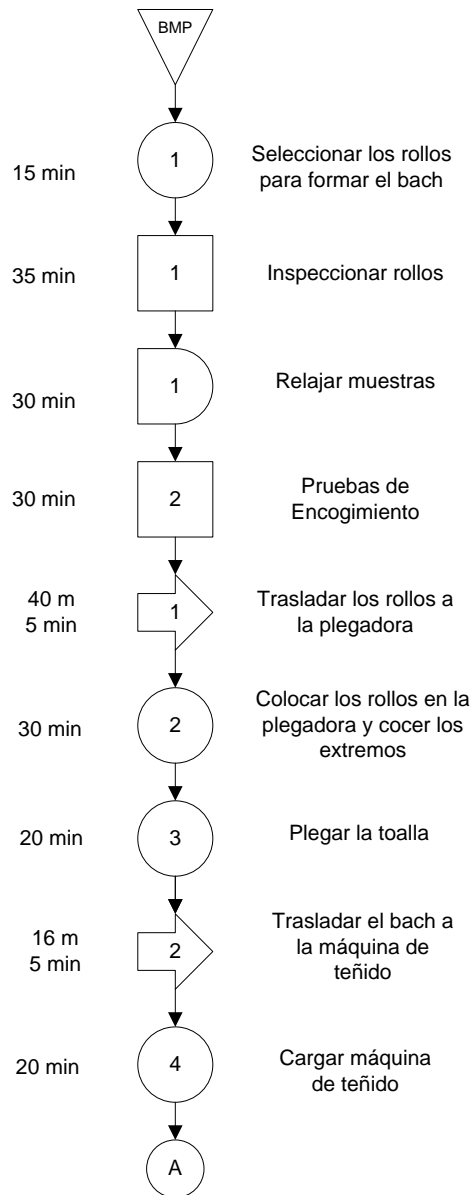 BMP
15 min
1
Seleccionar los rollos
para formar el bach
35 min
1
Inspeccionar rollos
30 min
1
Relajar muestras
30 min
2
Pruebas de
Encogimiento
40 m
5 min
1
Trasladar los rollos a
la plegadora
30 min
2
Colocar los rollos en la
plegadora y cocer los
extremos
20 min
3
Plegar la toalla
16 m
5 min
2
Trasladar el bach a
la máquina de
teñido
20 min
4
Cargar máquina
de teñido
A